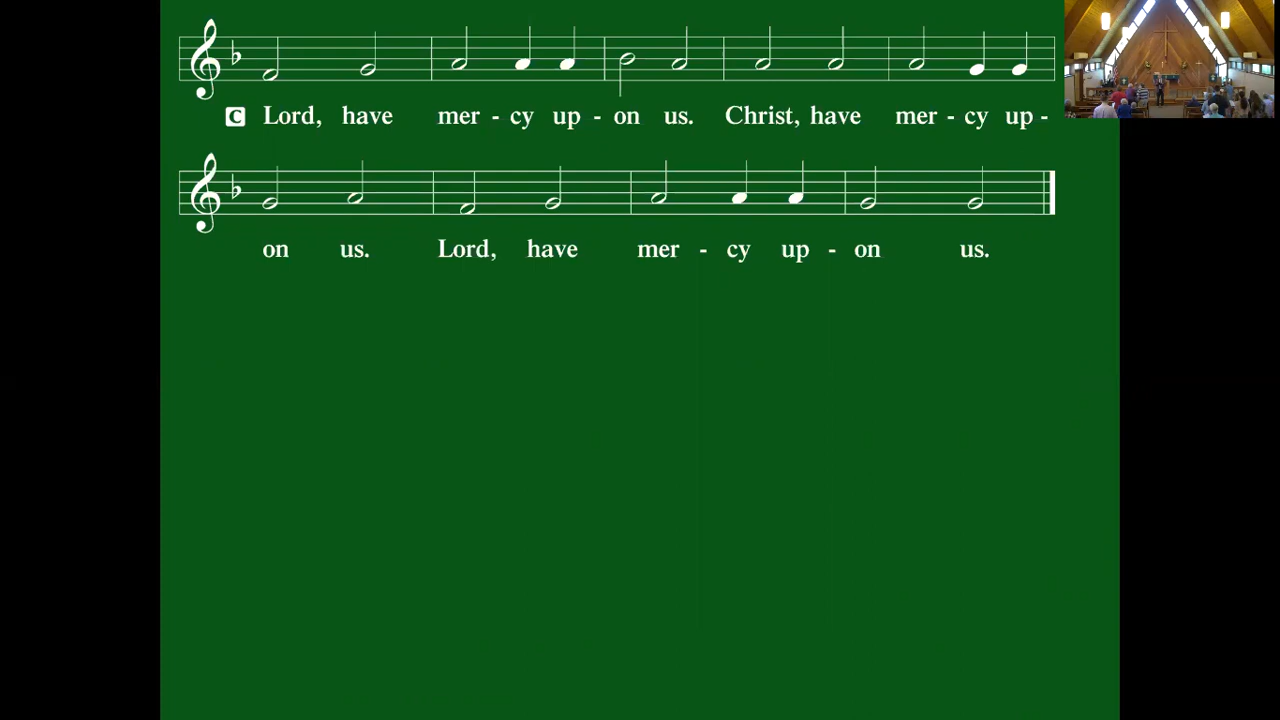 C Lord, have mer - cy up - on us. Christ, have mer - cy up -
on us. Lord, have mer - cy up - on us.